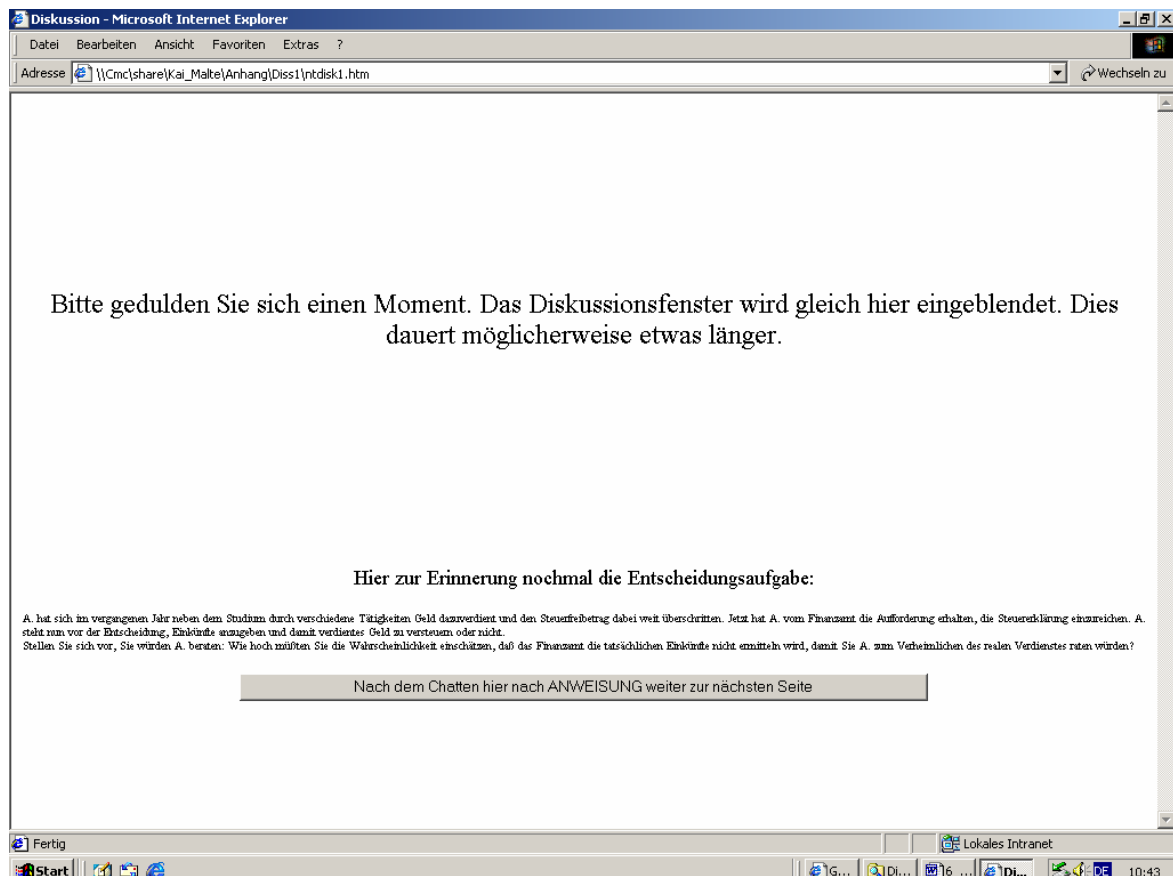 Diskussion - Microsoft Internet Explorer
Datei Bearbeiten Ansicht Favoriten Extras ?
Adresse \\Cmc\share\Kai_Malte\Anhang\Diss1\ntdisk1.htm Wechseln zu
Bitte gedulden Sie sich einen Moment. Das Diskussionsfenster wird gleich hier eingeblendet. Dies
dauert möglicherweise etwas länger.
Hier zur Erinnerung nochmal die Entscheidungsaufgabe:
A. hat sich im vergangenen Jahr neben dem Studium durch verschiedene Tätigkeiten Geld dazuverdient und den Steuerfreibetrag dabei weit überschritten. Jetzt hat A. vom Finanzamt die Aufforderung erhalten, die Steuererklärung einzureichen. A.
steht nun vor der Entscheidung, Einkünfte anzugeben und damit verdientes Geld zu versteuern oder nicht.
Stellen Sie sich vor, Sie würden A. beraten: Wie hoch müßten Sie die Wahrscheinlichkeit einschätzen, daß das Finanzamt die tatsächlichen Einkünfte nicht ermitteln wird, damit Sie A. zum Verheimlichen des realen Verdienstes raten würden?
Nach dem Chatten hier nach ANWEISUNG weiter zur nächsten Seite
Fertig Lokales Intranet
Start G... Di... 6 ... Di... DE 10:43